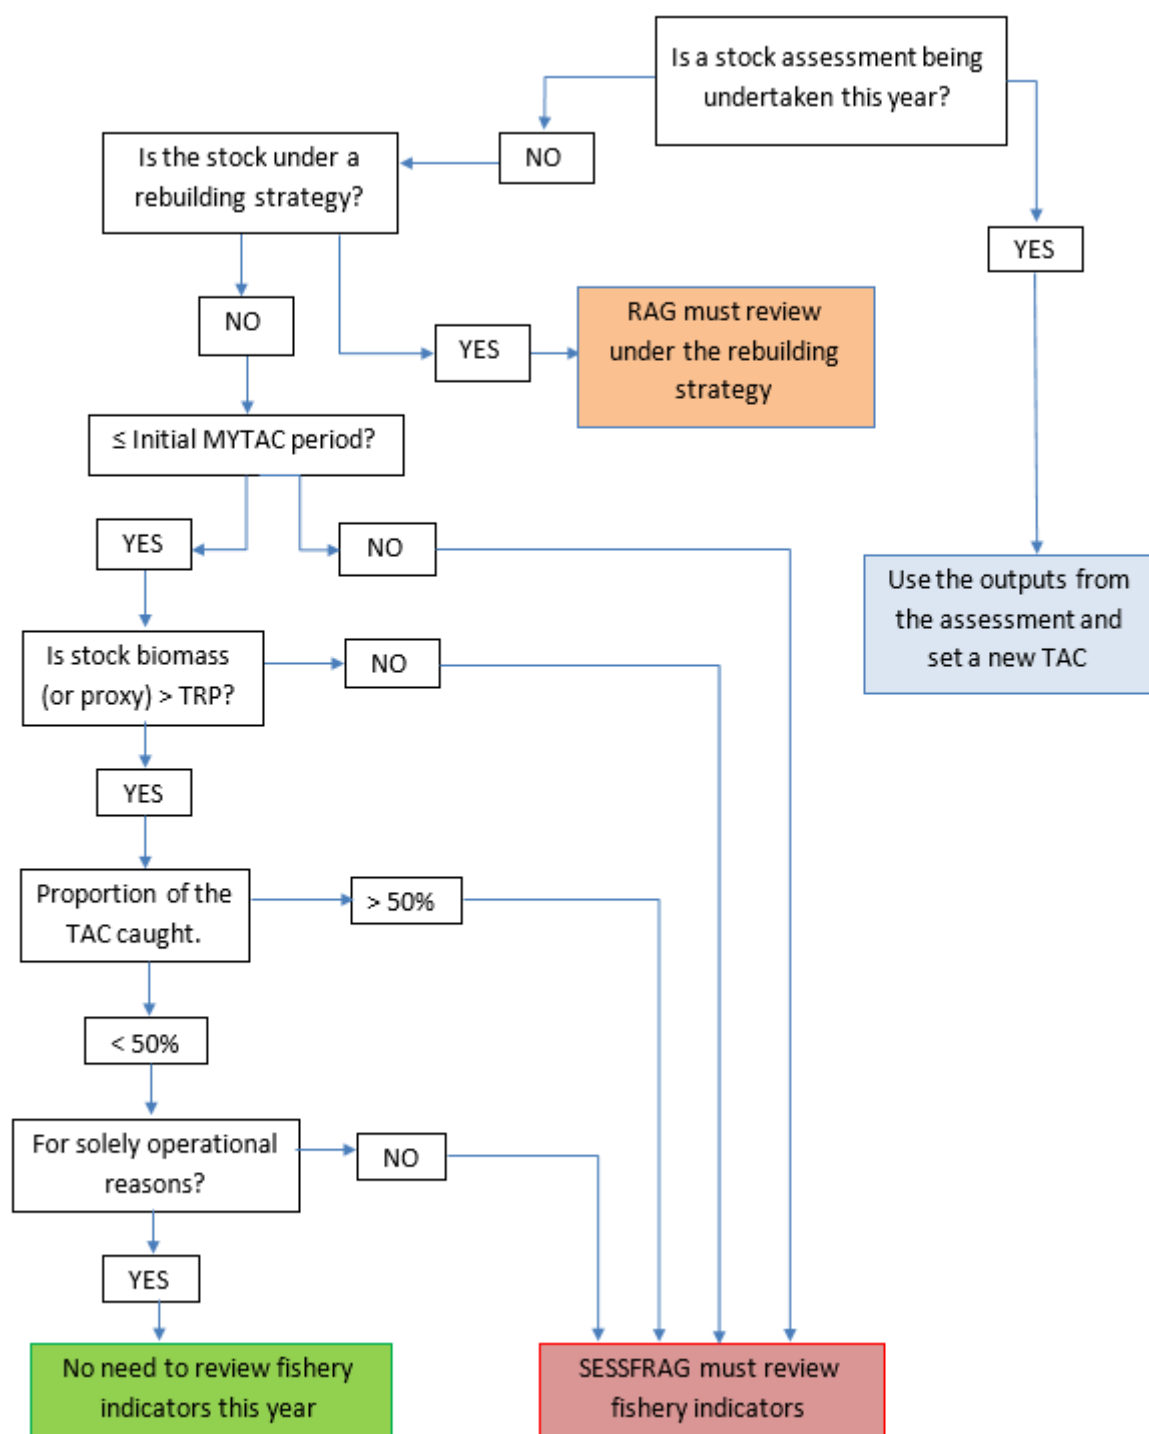 Is a stock assessment being
undertaken this year?
NO
Is the stock under a
rebuilding strategy?
YES
NO
YES
RAG must review
under the rebuilding
strategy
≤ Initial MYTAC period?
YES
NO
Use the outputs from
the assessment and
set a new TAC
Is stock biomass
(or proxy) > TRP?
NO
YES
Proportion of the
TAC caught.
> 50%
< 50%
For solely operational
reasons?
NO
YES
No need to review fishery
indicators this year
SESSFRAG must review
fishery indicators